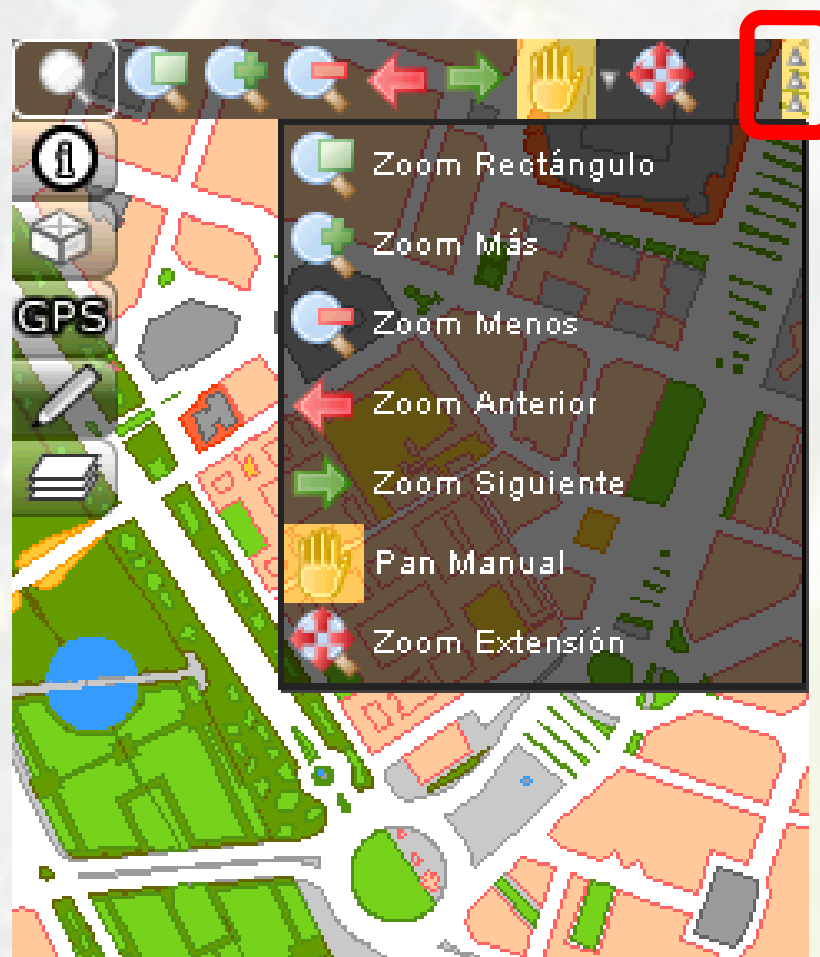 GPS
Zoom Rectángulo
Zoom Más
Zoom Menos
Zoom Anterior
Zoom Siguiente
Pan Manual
Zoom Extensión